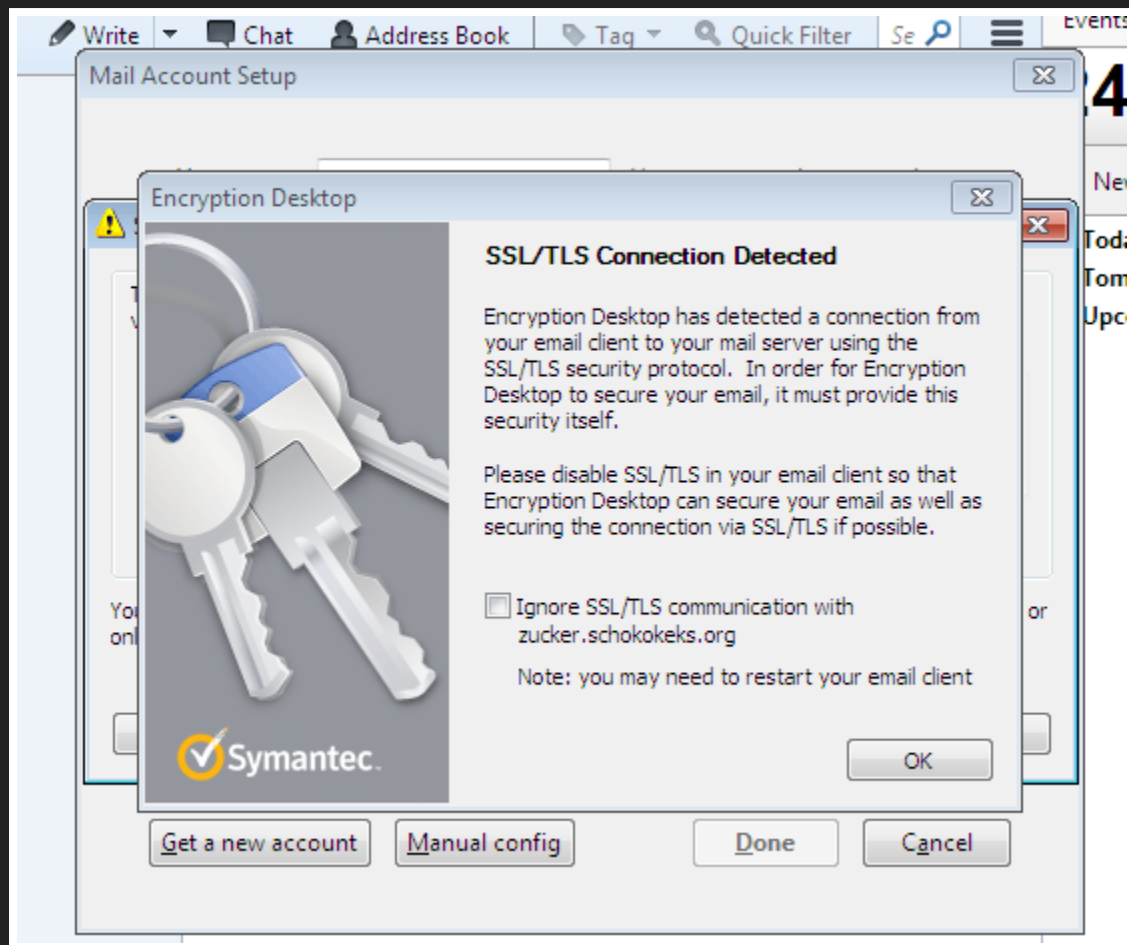 Write Chat Address Book Tag Quick Filter Se Events
Mail Account Setup
24
Encryption Desktop
SSL/TLS Connection Detected
Today
Encryption Desktop has detected a connection from
your email client to your mail server using the
SSL/TLS security protocol. In order for Encryption
Desktop to secure your email, it must provide this
security itself.
Please disable SSL/TLS in your email client so that
Encryption Desktop can secure your email as well as
securing the connection via SSL/TLS if possible.
Ignore SSL/TLS communication with
zucker.schokokeks.org
or
Note: you may need to restart your email client
Symantec.
OK
Get a new account Manual config Done Cancel